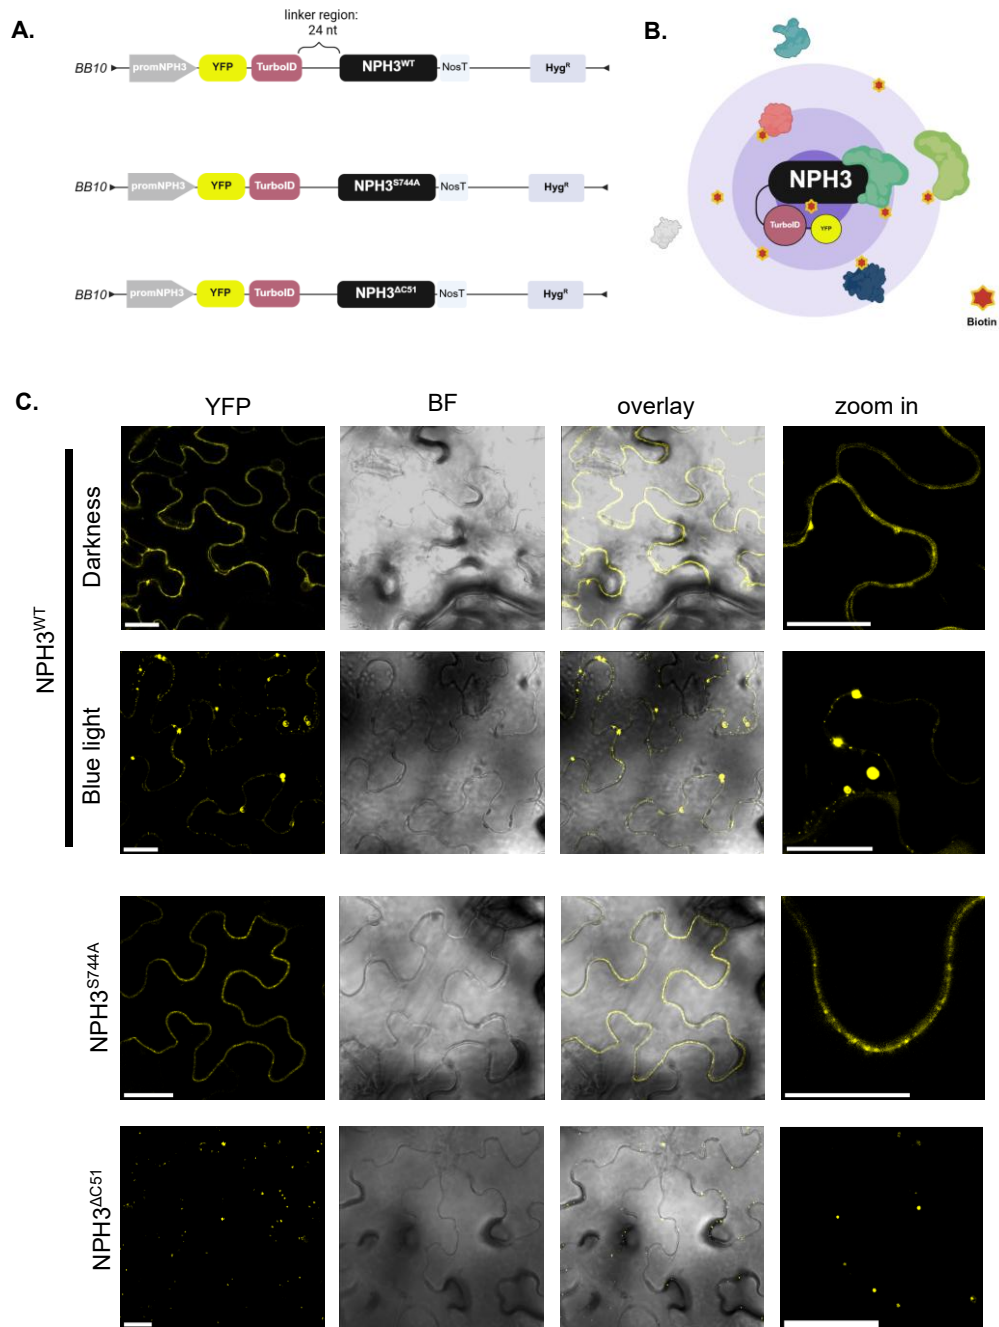 A.
linker region:
24 nt
BB10 promNPH3 YFP TurboID NPH3ᵂᵀ NosT Hygᴿ
BB10 promNPH3 YFP TurboID NPH3ˢ⁷⁴⁴ᴬ NosT Hygᴿ
BB10 promNPH3 YFP TurboID NPH3ᐃC51 NosT Hygᴿ
B.
NPH3
TurboID
YFP
Biotin
C.
YFP BF overlay zoom in
NPH3ᵂᵀ
Darkness
Blue light
NPH3ˢ⁷⁴⁴ᴬ
NPH3ᐃC51